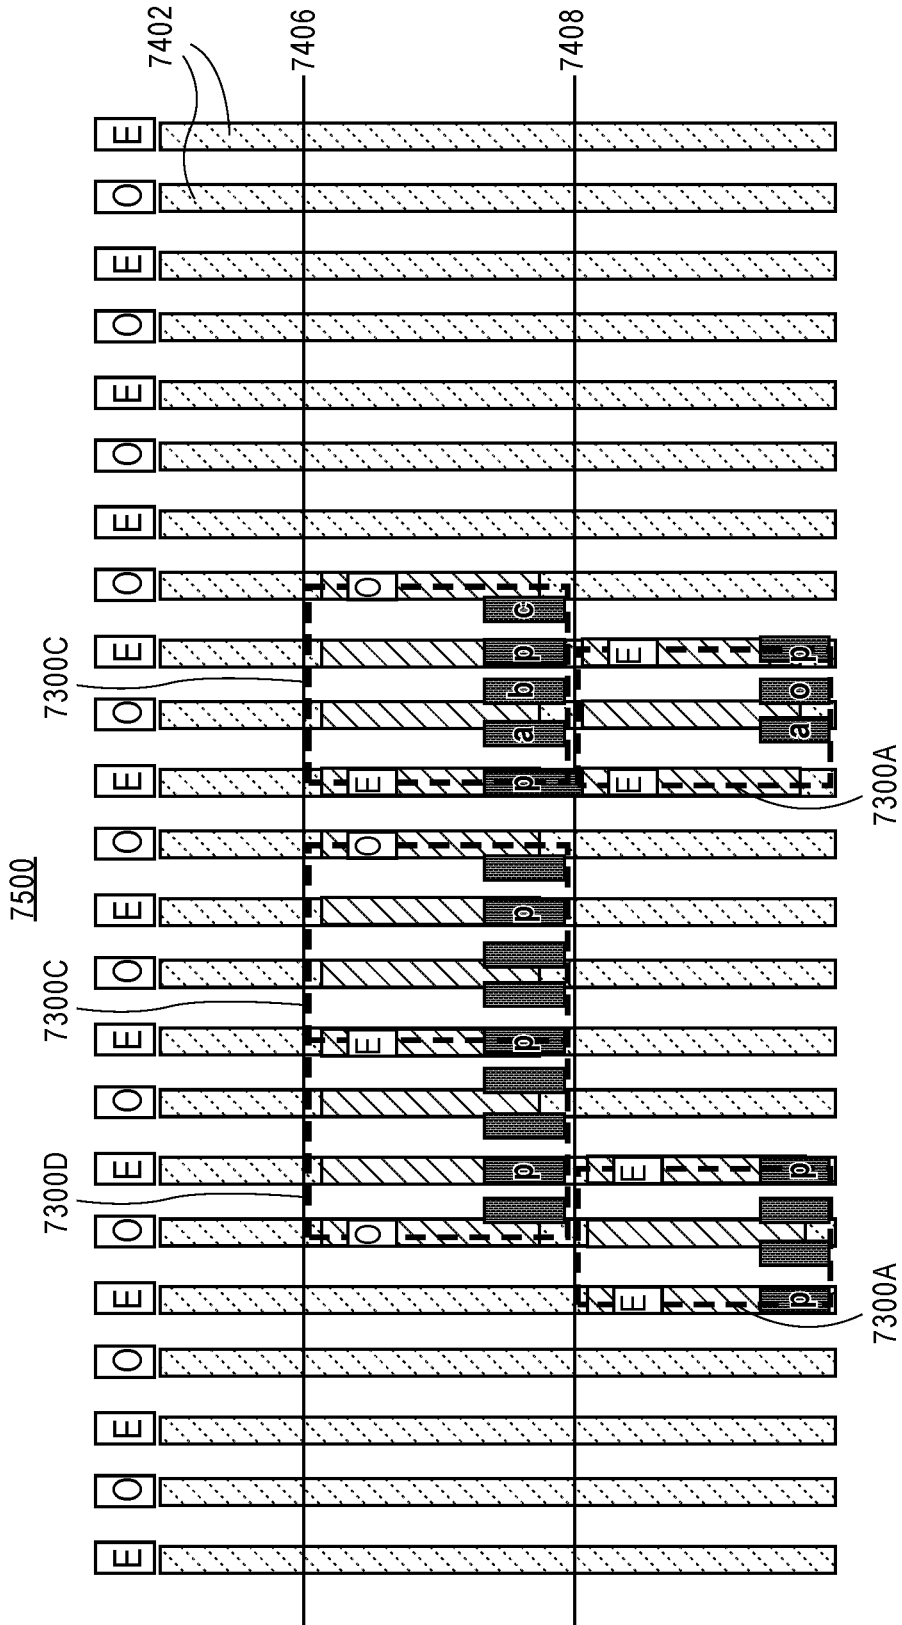 7500
7300D 7300C 7300C
E O E O E O E O E O E O E O E O E O E O E O E
7402
7406
O E O E O
p p p p a b p c
7408
E E E E
p p a o p
7300A 7300A